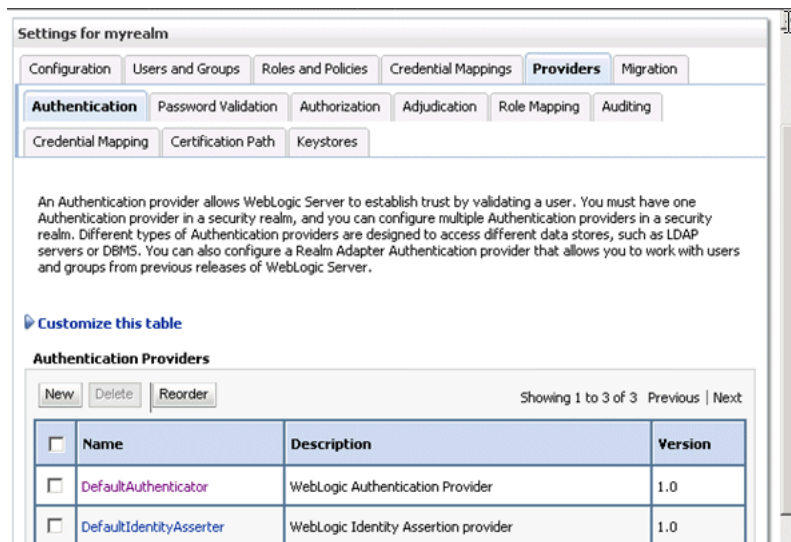 Settings for myrealm
Configuration Users and Groups Roles and Policies Credential Mappings Providers Migration
Authentication Password Validation Authorization Adjudication Role Mapping Auditing
Credential Mapping Certification Path Keystores
An Authentication provider allows WebLogic Server to establish trust by validating a user. You must have one
Authentication provider in a security realm, and you can configure multiple Authentication providers in a security
realm. Different types of Authentication providers are designed to access different data stores, such as LDAP
servers or DBMS. You can also configure a Realm Adapter Authentication provider that allows you to work with users
and groups from previous releases of WebLogic Server.
Customize this table
Authentication Providers
New Delete Reorder Showing 1 to 3 of 3 Previous | Next
Name Description Version
DefaultAuthenticator WebLogic Authentication Provider 1.0
DefaultIdentityAsserter WebLogic Identity Assertion provider 1.0